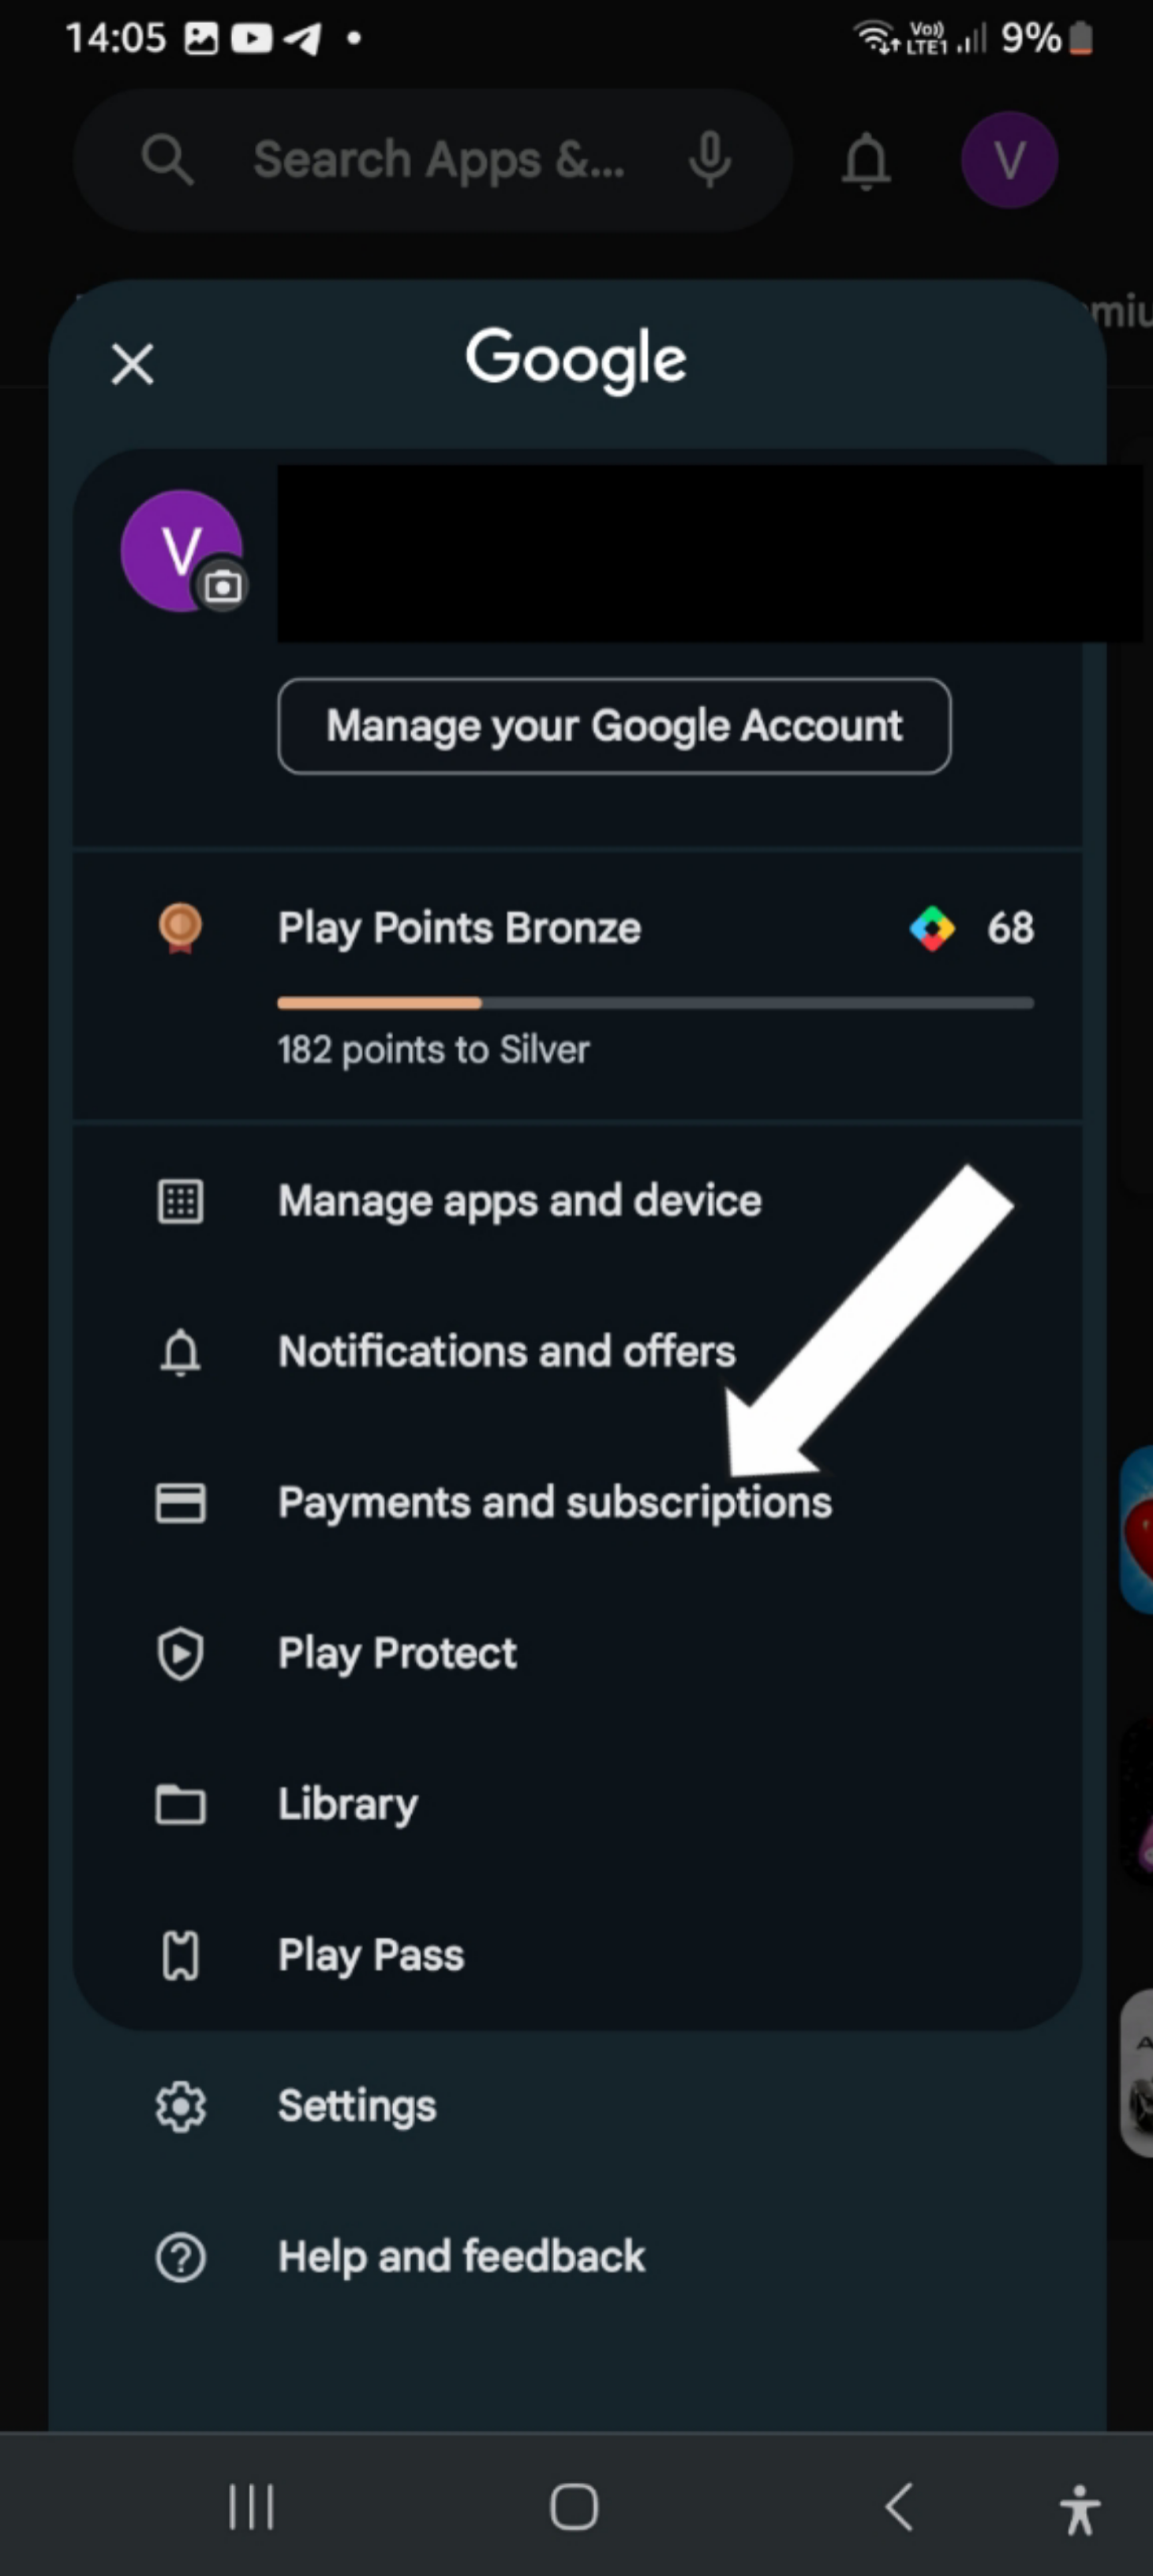 14:05
Vo))
LTE1
9%
Search Apps &...
V
Google
V
Manage your Google Account
Play Points Bronze
68
182 points to Silver
Manage apps and device
Notifications and offers
Payments and subscriptions
Play Protect
Library
Play Pass
Settings
Help and feedback